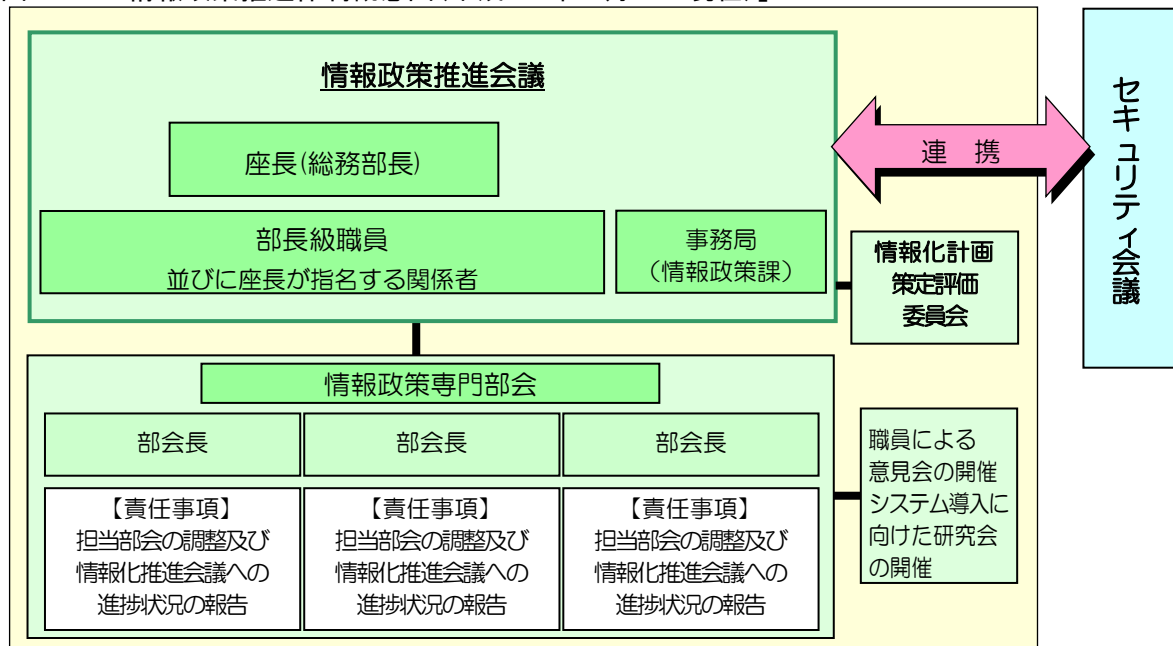 情報政策推進会議
座長(総務部長)
部長級職員
並びに座長が指名する関係者
事務局
（情報政策課）
連 携
セキュリティ会議
情報化計画
策定評価
委員会
情報政策専門部会
部会長
部会長
部会長
【責任事項】
担当部会の調整及び
情報化推進会議への
進捗状況の報告
【責任事項】
担当部会の調整及び
情報化推進会議への
進捗状況の報告
【責任事項】
担当部会の調整及び
情報化推進会議への
進捗状況の報告
職員による
意見会の開催
システム導入に
向けた研究会
の開催